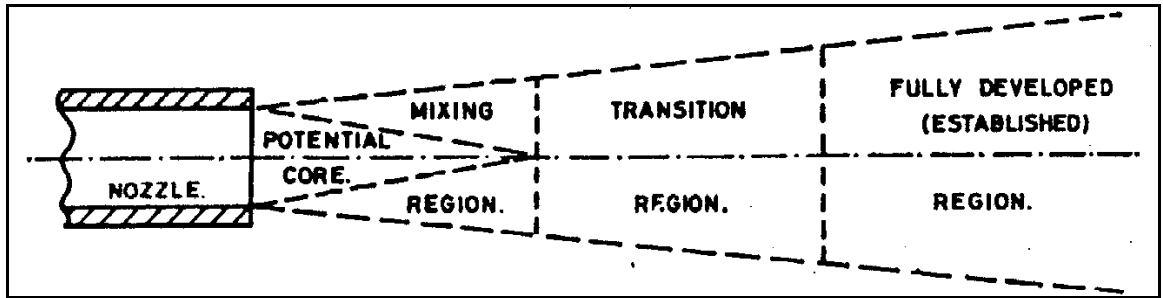 MIXING
TRANSITION
FULLY DEVELOPED
(ESTABLISHED)
POTENTIAL
CORE.
NOZZLE.
REGION.
REGION.
REGION.